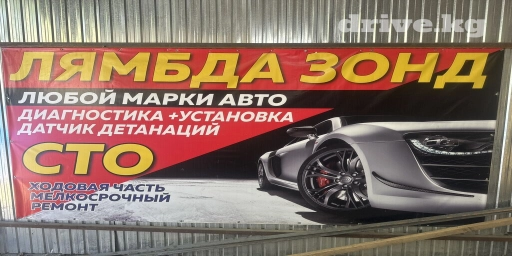 drive.kg
ЛЯМБДА ЗОНД
ЛЮБОЙ МАРКИ АВТО
ДИАГНОСТИКА +УСТАНОВКА
ДАТЧИК ДЕТАНАЦИЙ
СТО
ХОДОВАЯ ЧАСТЬ
МЕЛКОСРОЧНЫЙ
РЕМОНТ